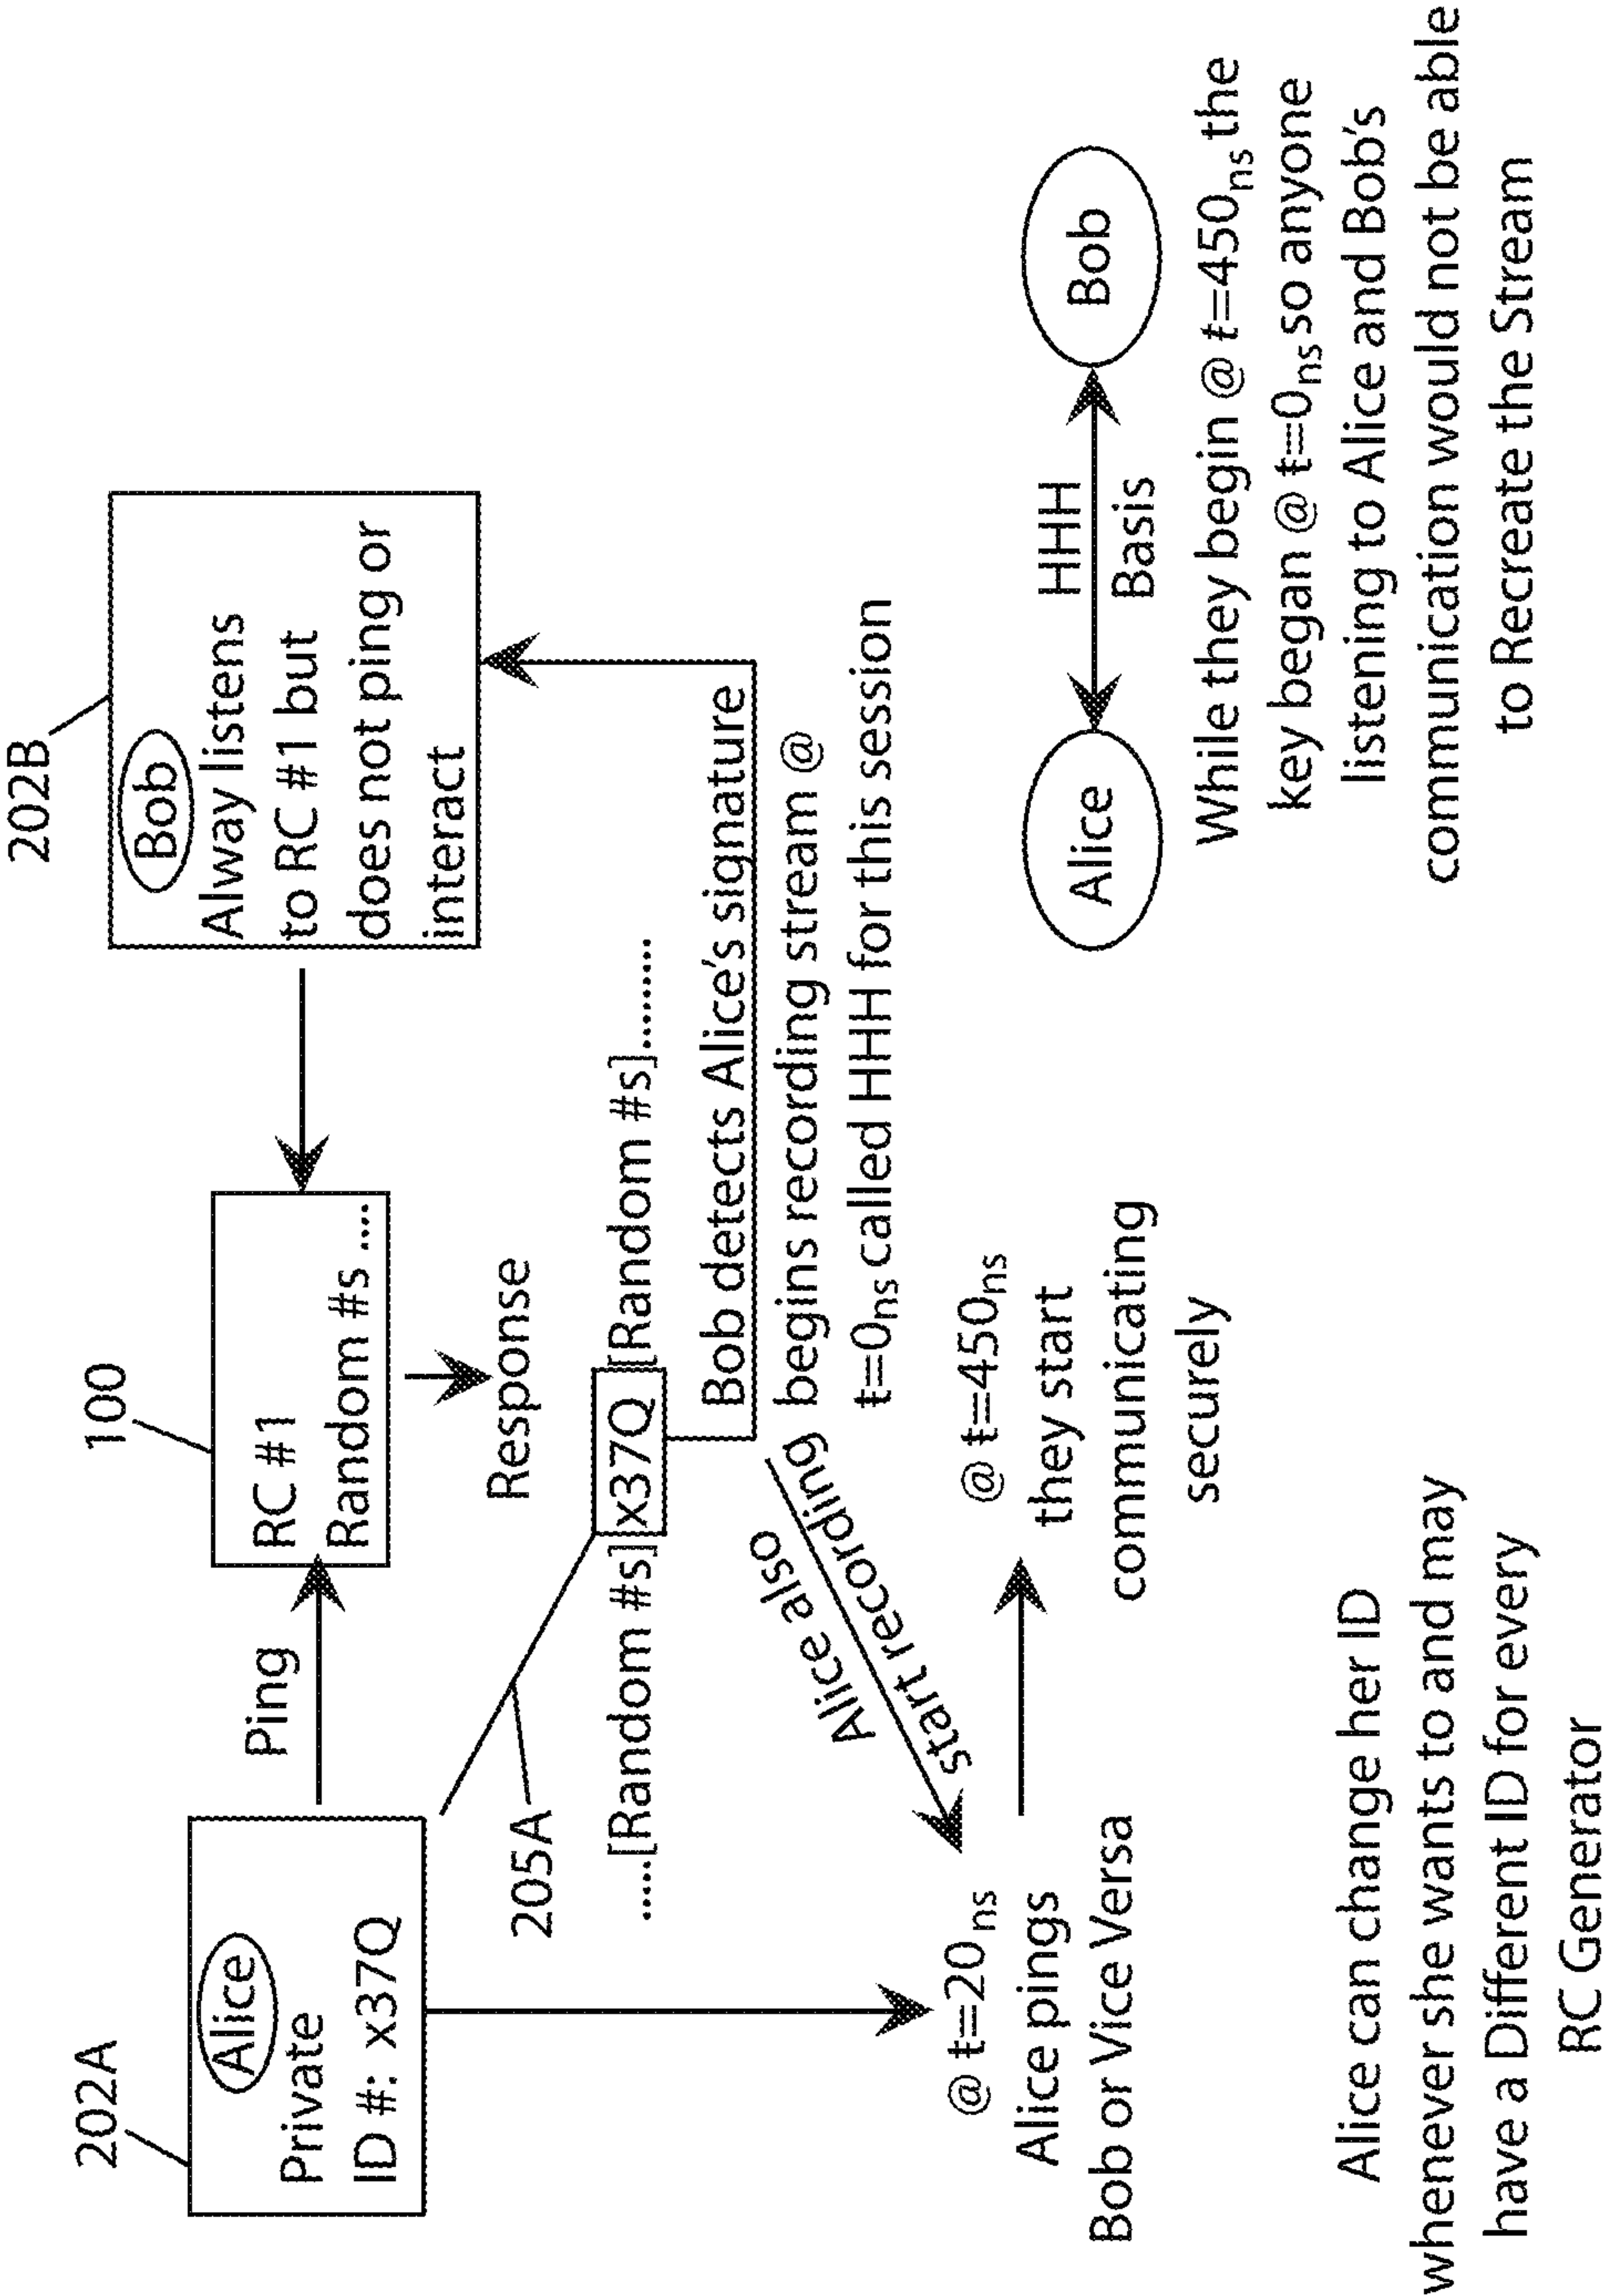 202A
Alice
Private
ID #: x37Q
Ping
100
RC #1
Random #s ....
Response
202B
Bob
Alway listens
to RC #1 but
does not ping or
interact
205A
.....[Random #s] x37Q [Random #s].........
Bob detects Alice's signature
begins recording stream @
t=0ns called HHH for this session
Alice also
start recording
@ t=20ns
Alice pings
Bob or Vice Versa
@ t=450ns
they start
communicating
securely
Alice
HHH
Basis
Bob
While they begin @ t=450ns the
key began @ t=0ns so anyone
listening to Alice and Bob's
communication would not be able
to Recreate the Stream
Alice can change her ID
whenever she wants to and may
have a Different ID for every
RC Generator